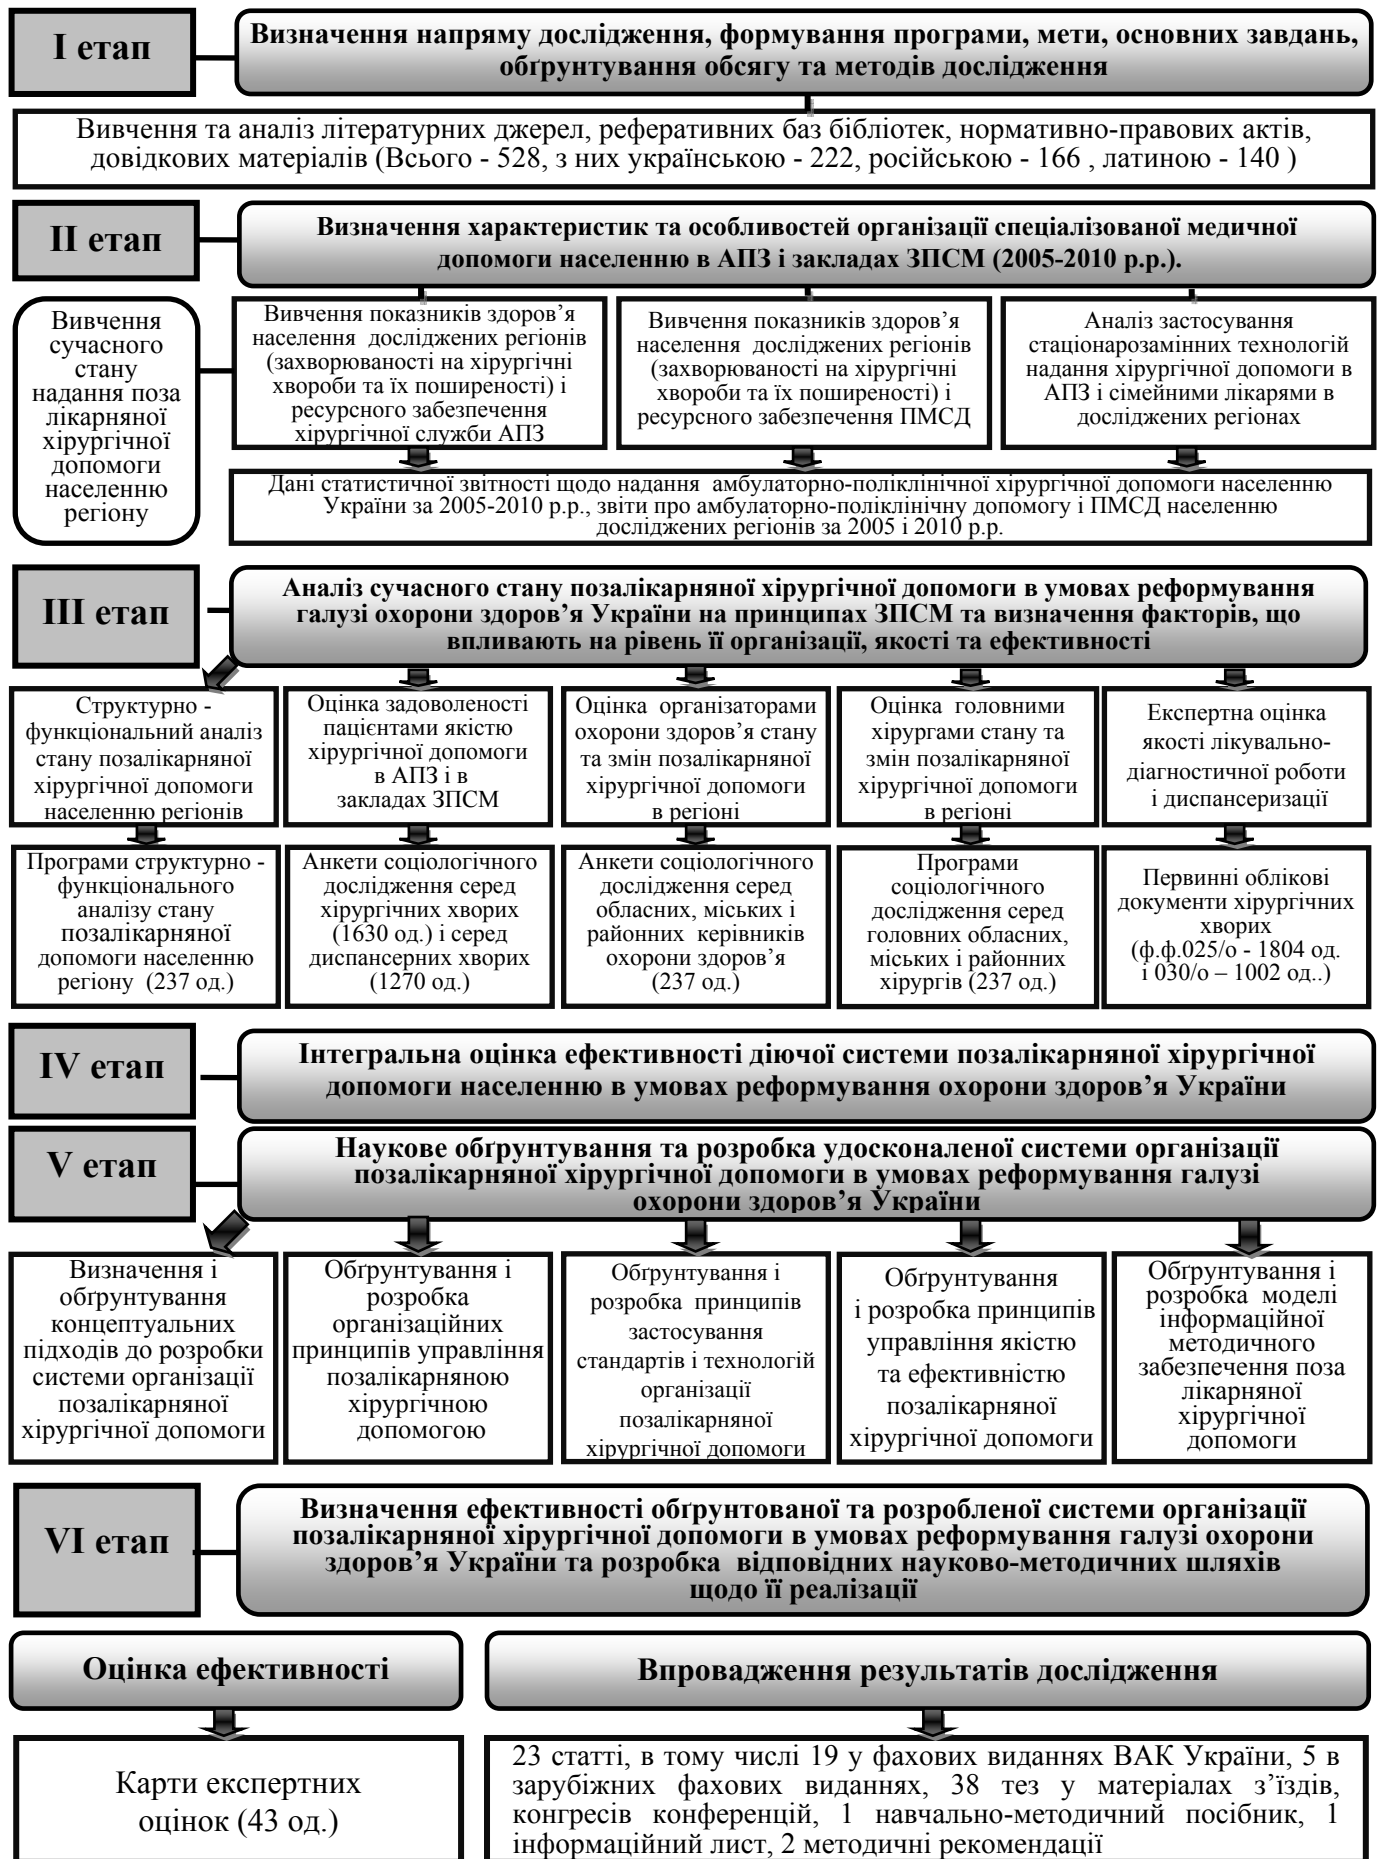 І етап
Визначення напряму дослідження, формування програми, мети, основних завдань,
обґрунтування обсягу та методів дослідження
Вивчення та аналіз літературних джерел, реферативних баз бібліотек, нормативно-правових актів,
довідкових матеріалів (Всього - 528, з них українською - 222, російською - 166 , латиною - 140 )
ІІ етап
Визначення характеристик та особливостей організації спеціалізованої медичної
допомоги населенню в АПЗ і закладах ЗПСМ (2005-2010 р.р.).
Вивчення
сучасного
стану
надання поза
лікарняної
хірургічної
допомоги
населенню
регіону
Вивчення показників здоров’я
населення досліджених регіонів
(захворюваності на хірургічні
хвороби та їх поширеності) і
ресурсного забезпечення
хірургічної служби АПЗ
Вивчення показників здоров’я
населення досліджених регіонів
(захворюваності на хірургічні
хвороби та їх поширеності) і
ресурсного забезпечення ПМСД
Аналіз застосування
стаціонарозамінних технологій
надання хірургічної допомоги в
АПЗ і сімейними лікарями в
досліджених регіонах
Дані статистичної звітності щодо надання амбулаторно-поліклінічної хірургічної допомоги населенню
України за 2005-2010 р.р., звіти про амбулаторно-поліклінічну допомогу і ПМСД населенню
досліджених регіонів за 2005 і 2010 р.р.
ІІІ етап
Аналіз сучасного стану позалікарняної хірургічної допомоги в умовах реформування
галузі охорони здоров’я України на принципах ЗПСМ та визначення факторів, що
впливають на рівень її організації, якості та ефективності
Структурно -
функціональний аналіз
стану позалікарняної
хірургічної допомоги
населенню регіонів
Оцінка задоволеності
пацієнтами якістю
хірургічної допомоги
в АПЗ і в
закладах ЗПСМ
Оцінка організаторами
охорони здоров’я стану
та змін позалікарняної
хірургічної допомоги
в регіоні
Оцінка головними
хірургами стану та
змін позалікарняної
хірургічної допомоги
в регіоні
Експертна оцінка
якості лікувально-
діагностичної роботи
і диспансеризації
Програми структурно -
функціонального
аналізу стану
позалікарняної
допомоги населенню
регіону (237 од.)
Анкети соціологічного
дослідження серед
хірургічних хворих
(1630 од.) і серед
диспансерних хворих
(1270 од.)
Анкети соціологічного
дослідження серед
обласних, міських і
районних керівників
охорони здоров’я
(237 од.)
Програми
соціологічного
дослідження серед
головних обласних,
міських і районних
хірургів (237 од.)
Первинні облікові
документи хірургічних
хворих
(ф.ф.025/о - 1804 од.
і 030/о – 1002 од..)
ІV етап
Інтегральна оцінка ефективності діючої системи позалікарняної хірургічної
допомоги населенню в умовах реформування охорони здоров’я України
V етап
Наукове обґрунтування та розробка удосконаленої системи організації
позалікарняної хірургічної допомоги в умовах реформування галузі
охорони здоров’я України
Визначення і
обґрунтування
концептуальних
підходів до розробки
системи організації
позалікарняної
хірургічної допомоги
Обґрунтування і
розробка
організаційних
принципів управління
позалікарняною
хірургічною
допомогою
Обґрунтування і
розробка принципів
застосування
стандартів і технологій
організації
позалікарняної
хірургічної допомоги
Обґрунтування
і розробка принципів
управління якістю
та ефективністю
позалікарняної
хірургічної допомоги
Обґрунтування і
розробка моделі
інформаційної
методичного
забезпечення поза
лікарняної
хірургічної
допомоги
VІ етап
Визначення ефективності обґрунтованої та розробленої системи організації
позалікарняної хірургічної допомоги в умовах реформування галузі охорони
здоров’я України та розробка відповідних науково-методичних шляхів
щодо її реалізації
Оцінка ефективності
Впровадження результатів дослідження
Карти експертних
оцінок (43 од.)
23 статті, в тому числі 19 у фахових виданнях ВАК України, 5 в
зарубіжних фахових виданнях, 38 тез у матеріалах з’їздів,
конгресів конференцій, 1 навчально-методичний посібник, 1
інформаційний лист, 2 методичні рекомендації